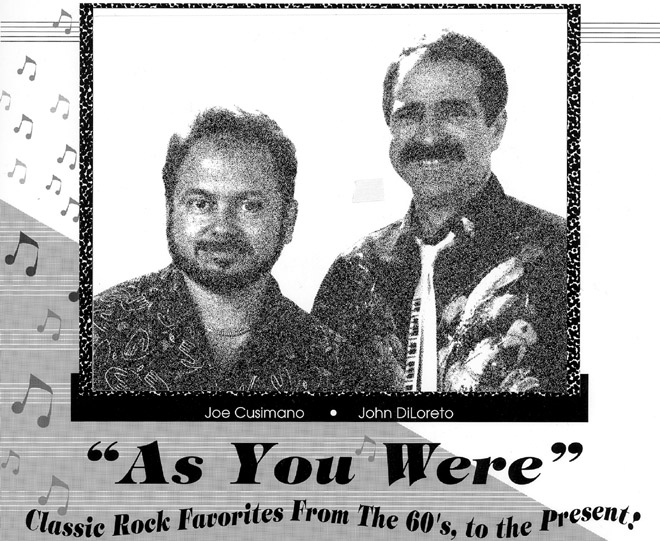 Joe Cusimano • John DiLoreto
“As You Were”
Classic Rock Favorites From The 60's, to the Present!